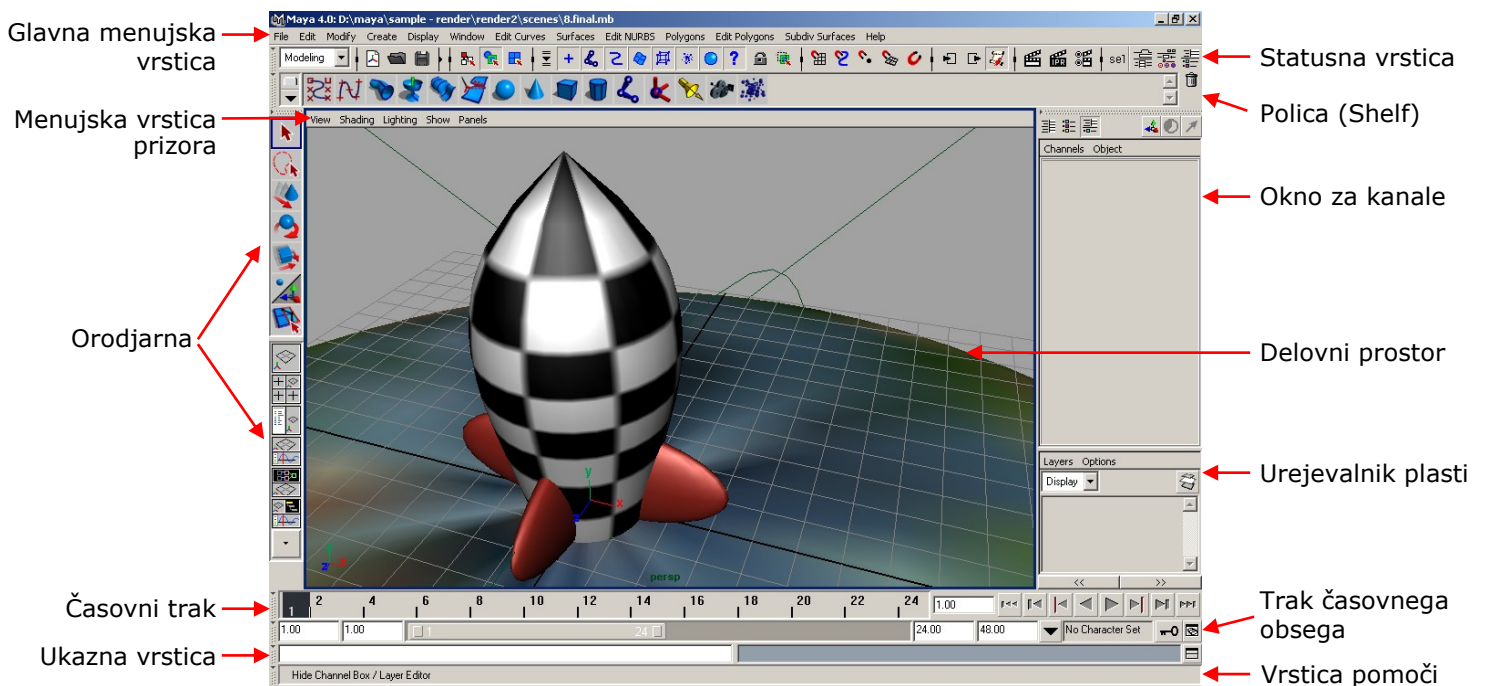 Maya 4.0: D:\maya\sample - render\render2\scenes\8.final.mb
File Edit Modify Create Display Window Edit Curves Surfaces Edit NURBS Polygons Edit Polygons Subdiv Surfaces Help
Glavna menujska
vrstica
Modeling
sel
Statusna vrstica
Polica (Shelf)
Menujska vrstica
prizora
View Shading Lighting Show Panels
Channels Object
Okno za kanale
Orodjarna
Delovni prostor
y
x
z
Layers Options
Display
Urejevalnik plasti
persp
<< >>
Časovni trak
1 2 4 6 8 10 12 14 16 18 20 22 24 1.00
Trak časovnega
obsega
1.00 1.00 1 24 24.00 48.00 No Character Set
Ukazna vrstica
Hide Channel Box / Layer Editor
Vrstica pomoči